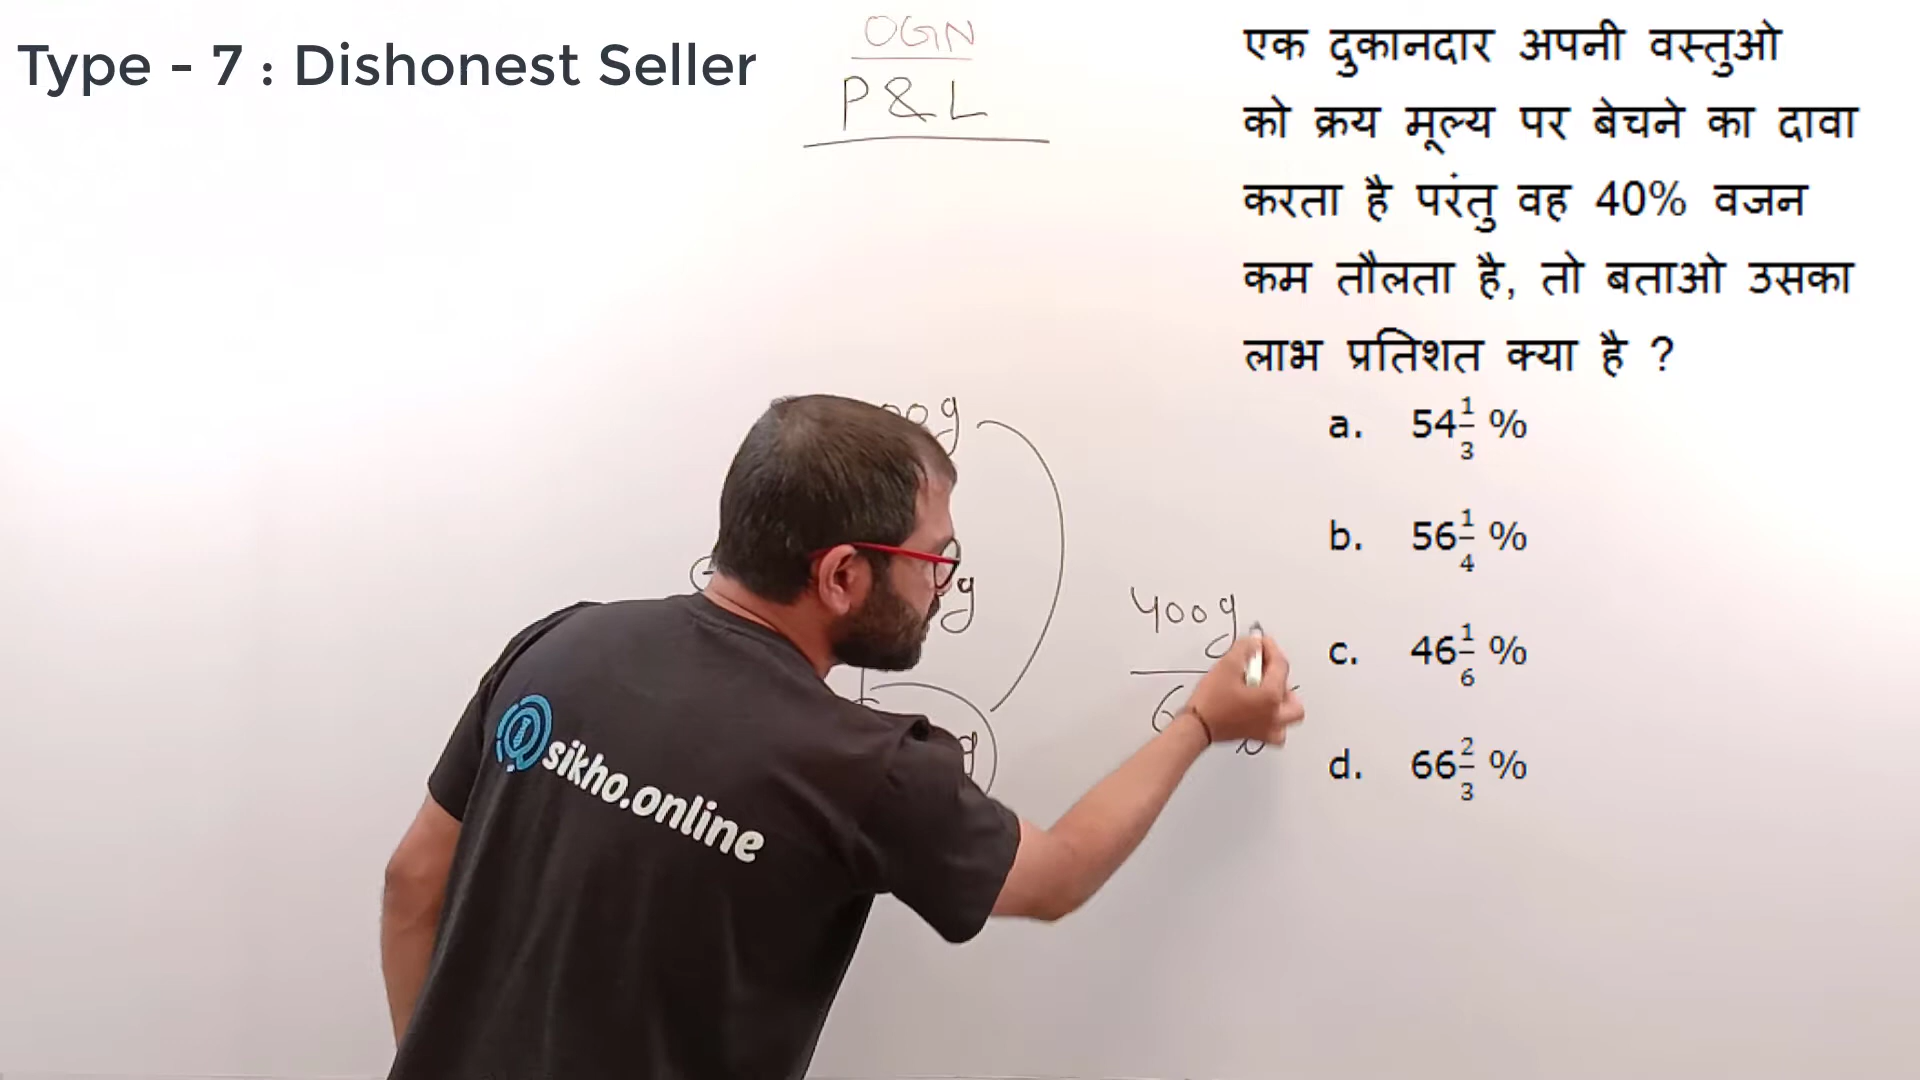 Type - 7 : Dishonest Seller
OGIN
P&L
एक दुकानदार अपनी वस्तुओ
को क्रय मूल्य पर बेचने का दावा
करता है परंतु वह 40% वजन
कम तौलता है, तो बताओ उसका
लाभ प्रतिशत क्या है ?
a. 54 1/3 %
b. 56 1/4 %
c. 46 1/6 %
d. 66 2/3 %
400g
sikho.online